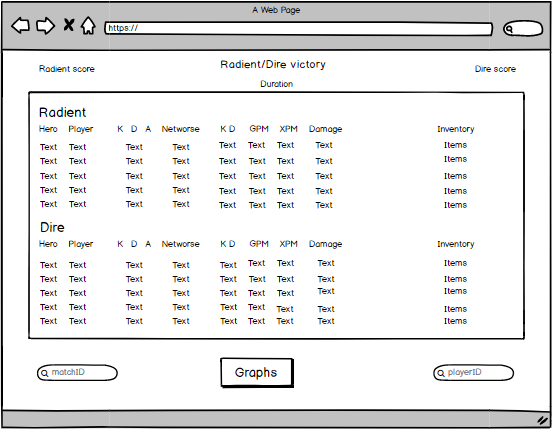 A Web Page
https://
Radient/Dire victory
Radient score Dire score
Duration
Radient
Hero Player K D A Networse K D GPM XPM Damage Inventory
Text Text Text Text Text Text Text Text Items
Text Text Text Text Text Text Text Text Items
Text Text Text Text Text Text Text Text Items
Text Text Text Text Text Text Text Text Items
Text Text Text Text Text Text Text Text Items
Dire
Hero Player K D A Networse K D GPM XPM Damage Inventory
Text Text Text Text Text Text Text Text Items
Text Text Text Text Text Text Text Text Items
Text Text Text Text Text Text Text Text Items
Text Text Text Text Text Text Text Text Items
Text Text Text Text Text Text Text Text Items
matchID Graphs playerID